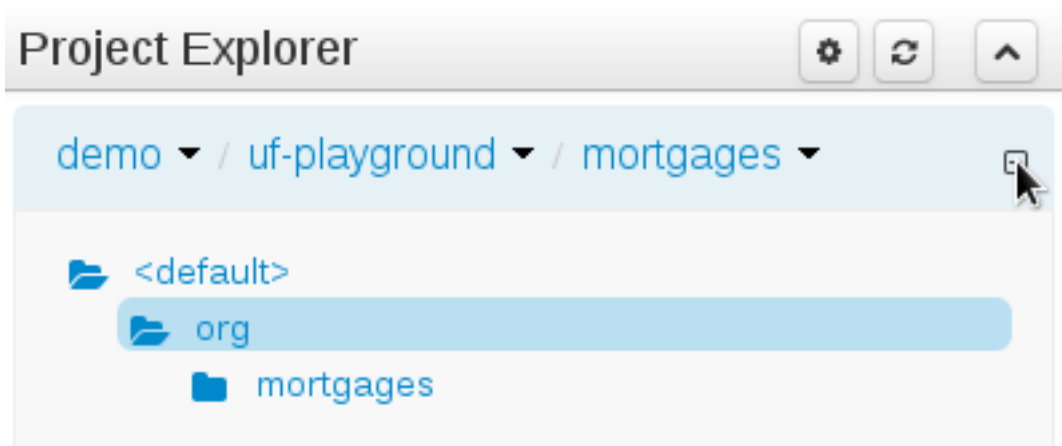 Project Explorer
demo / uf-playground / mortgages
<default>
org
mortgages